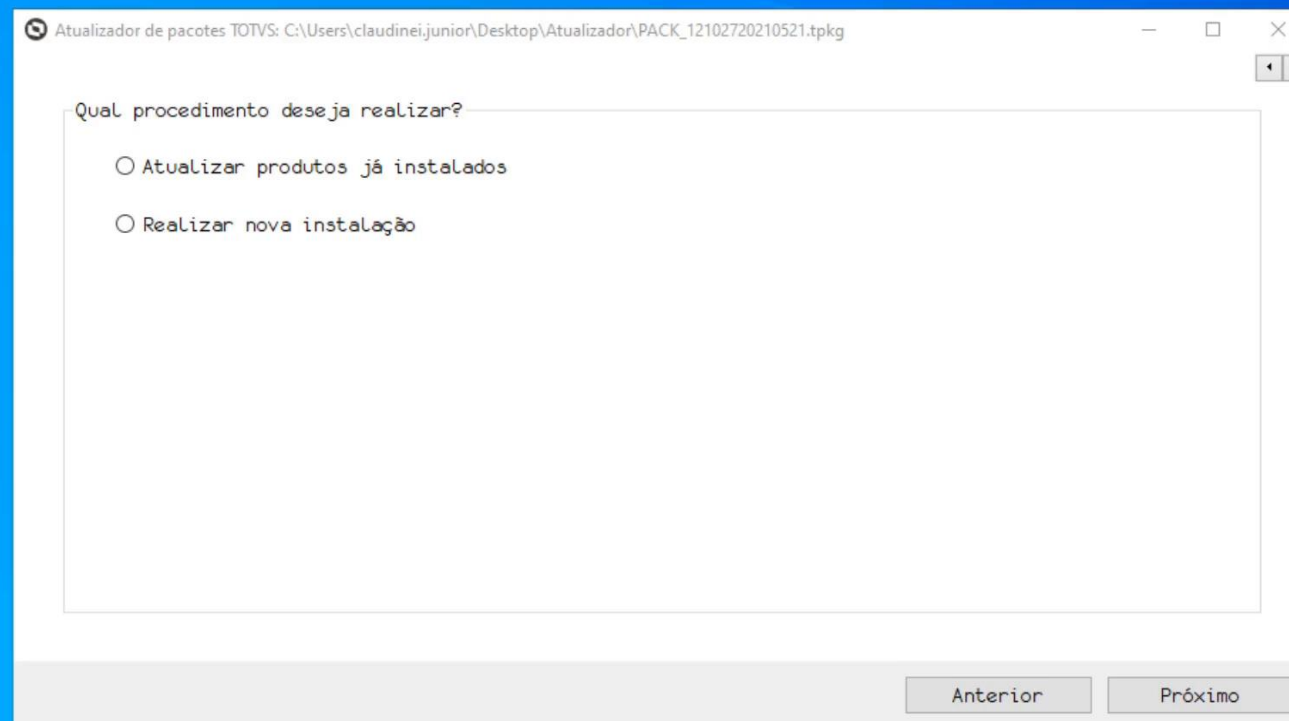 Atualizador de pacotes TOTVS: C:\Users\claudinei.junior\Desktop\Atualizador\PACK_12102720210521.tpkg
Qual procedimento deseja realizar?
Atualizar produtos já instalados
Realizar nova instalação
Anterior Próximo